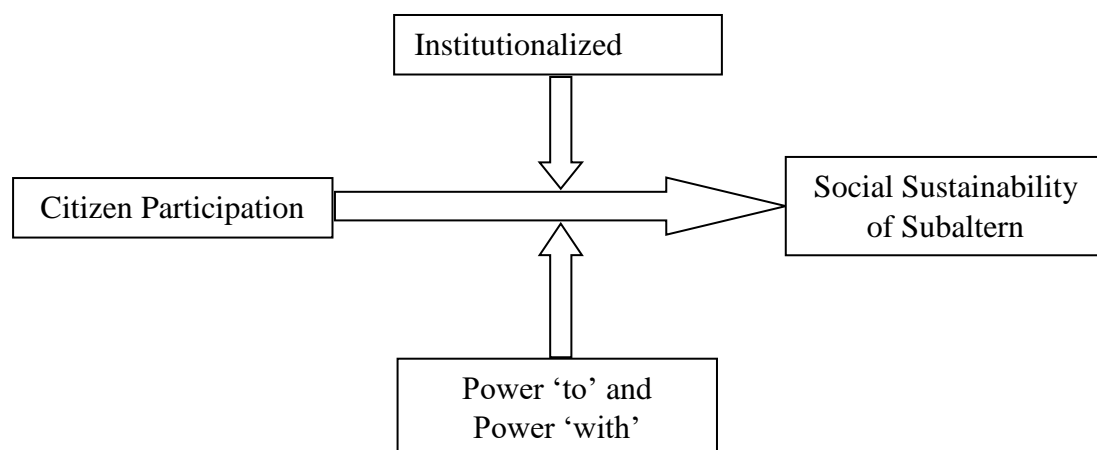 Institutionalized
Citizen Participation
Social Sustainability
of Subaltern
Power ‘to’ and
Power ‘with’